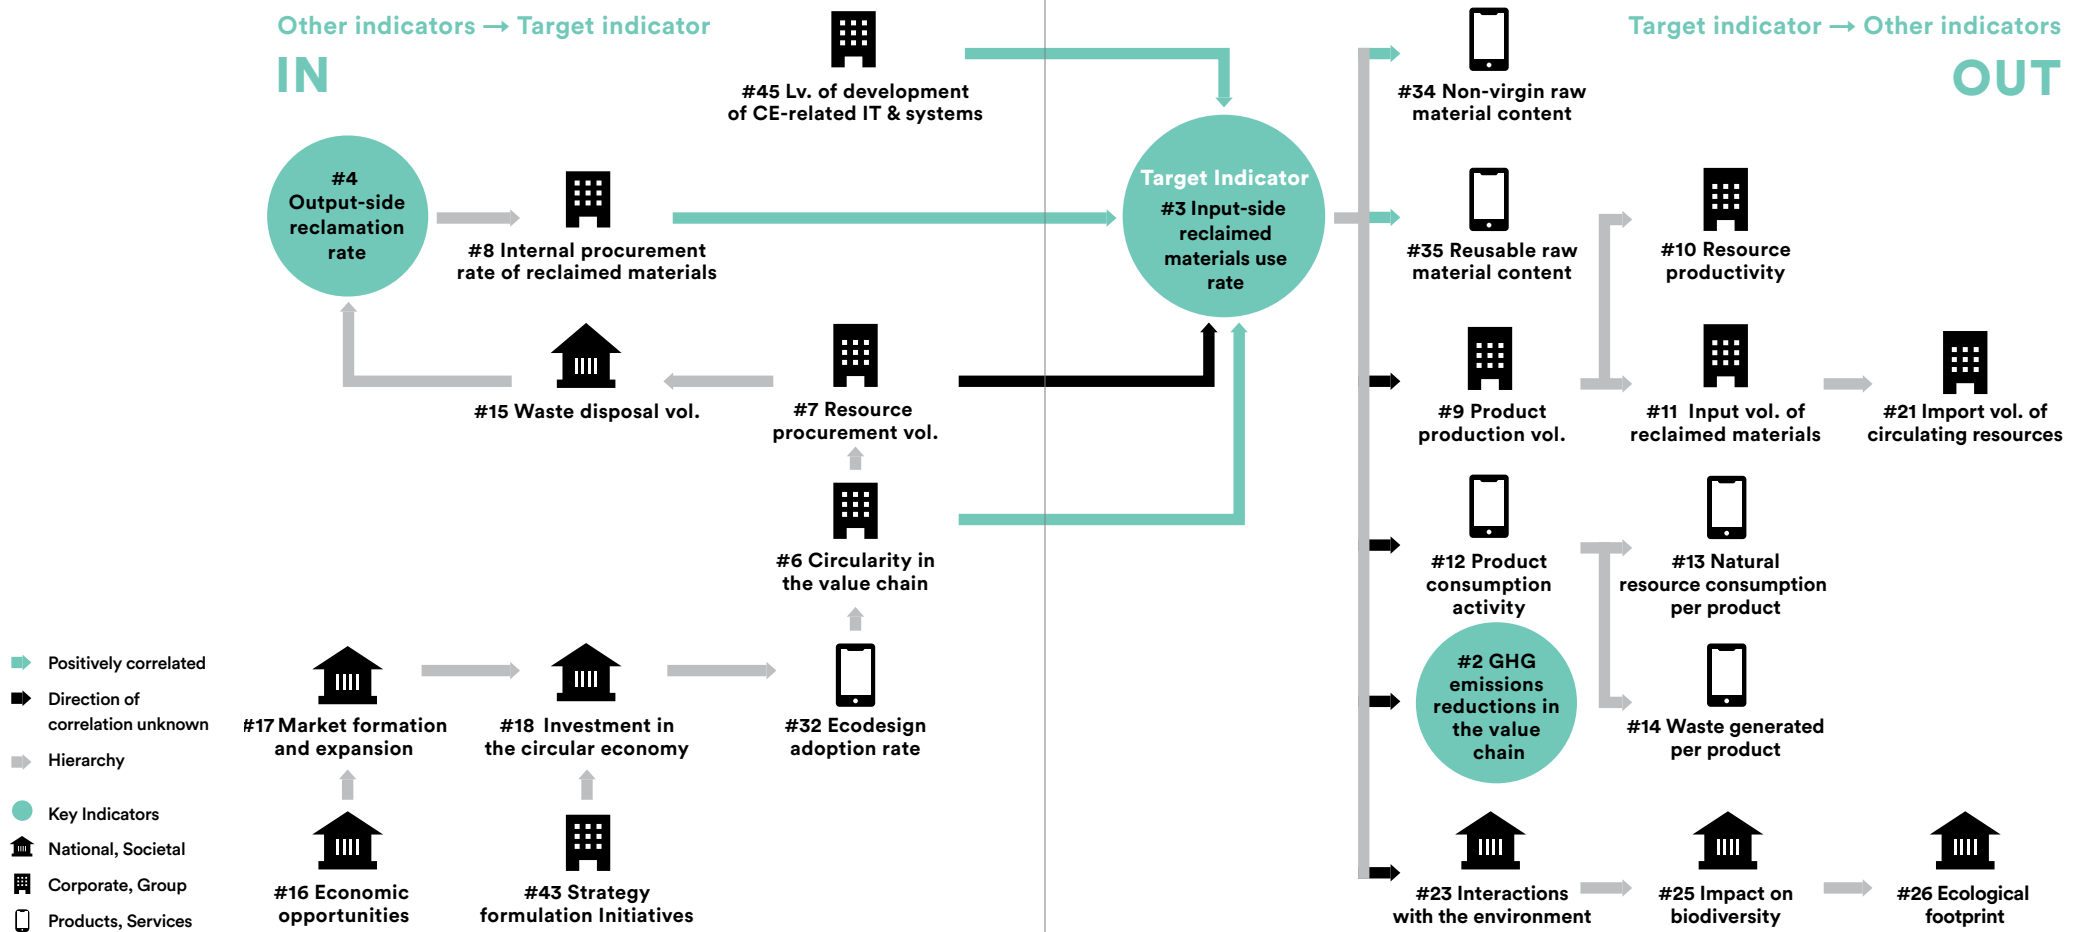 Other indicators → Target indicator
IN
Target indicator → Other indicators
OUT
#45 Lv. of development
of CE-related IT & systems
#34 Non-virgin raw
material content
#4
Output-side
reclamation
rate
#8 Internal procurement
rate of reclaimed materials
Target Indicator
#3 Input-side
reclaimed
materials use
rate
#35 Reusable raw
material content
#10 Resource
productivity
#15 Waste disposal vol.
#7 Resource
procurement vol.
#9 Product
production vol.
#11 Input vol. of
reclaimed materials
#21 Import vol. of
circulating resources
#6 Circularity in
the value chain
#12 Product
consumption
activity
#13 Natural
resource consumption
per product
#17 Market formation
and expansion
#18 Investment in
the circular economy
#32 Ecodesign
adoption rate
#2 GHG
emissions
reductions in
the value
chain
#14 Waste generated
per product
#16 Economic
opportunities
#43 Strategy
formulation Initiatives
#23 Interactions
with the environment
#25 Impact on
biodiversity
#26 Ecological
footprint
Positively correlated
Direction of
correlation unknown
Hierarchy
Key Indicators
National, Societal
Corporate, Group
Products, Services